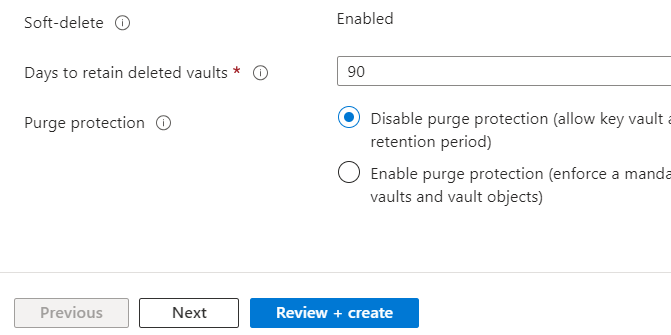 Soft-delete
Enabled
Days to retain deleted vaults *
90
Purge protection
Disable purge protection (allow key vault
retention period)
Enable purge protection (enforce a
vaults and vault objects)
Previous
Next
Review + create